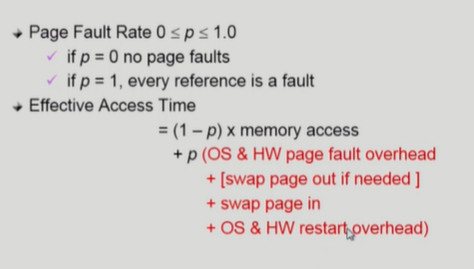 Page Fault Rate 0 ≤ p ≤ 1.0
if p = 0 no page faults
if p = 1, every reference is a fault
Effective Access Time
= (1 – p) x memory access
+ p (OS & HW page fault overhead
+ [swap page out if needed ]
+ swap page in
+ OS & HW restart overhead)